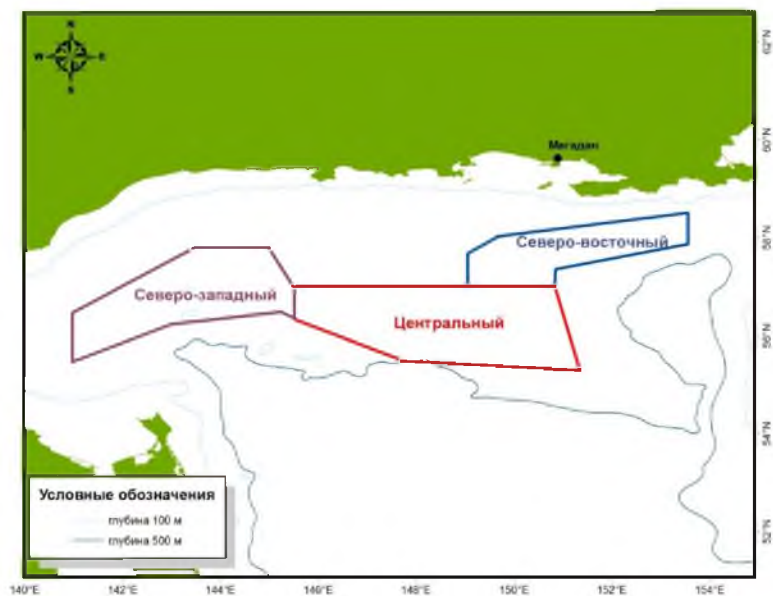 N
W E
S
62°N
60°N
Магадан
58°N
Северо-восточный
Северо-западный
56°N
Центральный
54°N
Условные обозначения
глубина 100 м
глубина 500 м
52°N
140°E 142°E 144°E 146°E 148°E 150°E 152°E 154°E